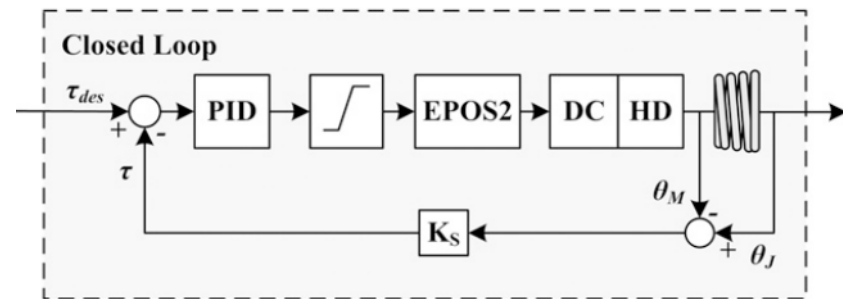 Closed Loop
τdes
+
-
PID
EPOS2
DC
HD
τ
θM
-
KS
+
θJ